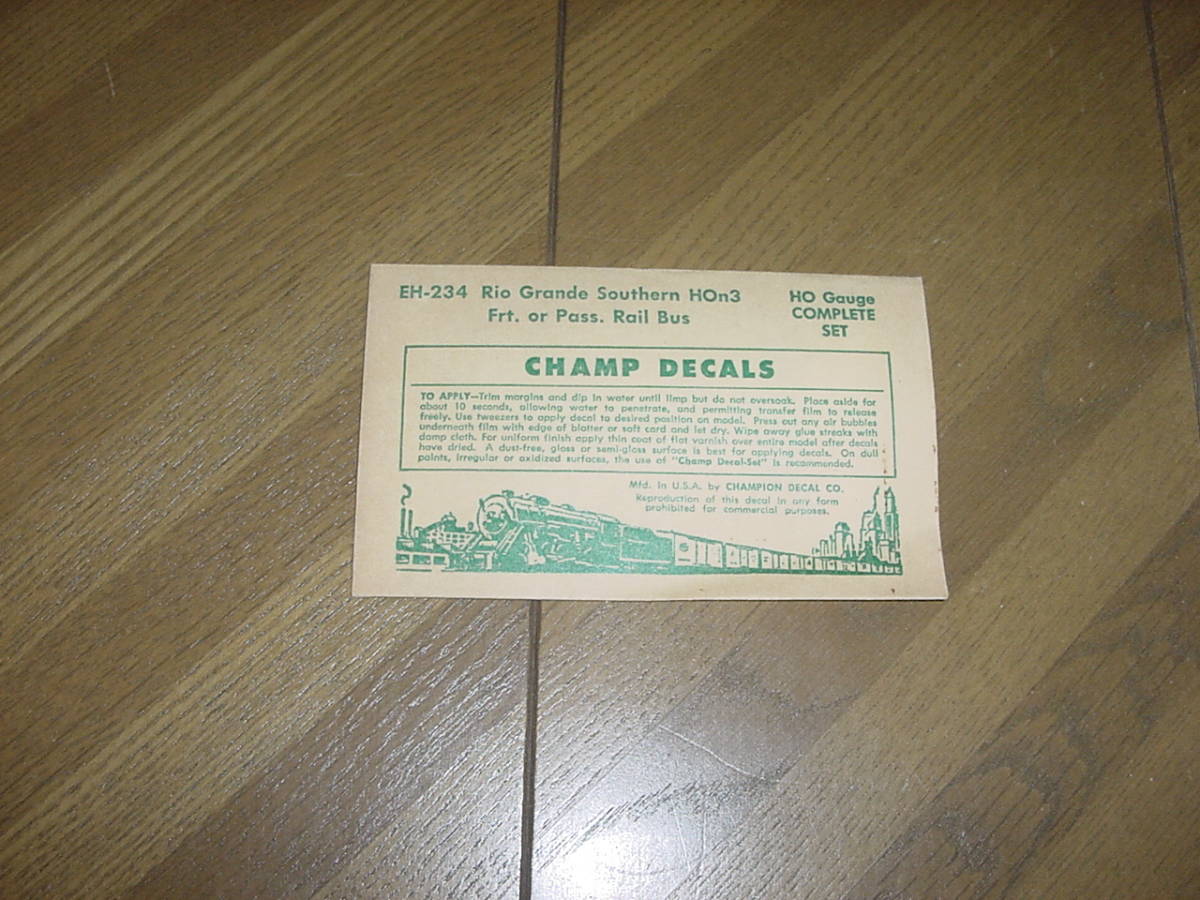 EH-234 Rio Grande Southern HOn3
Frt. or Pass. Rail Bus
HO Gauge
COMPLETE
SET
CHAMP DECALS
TO APPLY—Trim margins and dip in water until limp but do not oversoak. Place aside for
about 10 seconds, allowing water to penetrate, and permitting transfer film to release
freely. Use tweezers to apply decal to desired position on model. Press out any air bubbles
underneath film with edge of blotter or soft card and let dry. Wipe away glue streaks with
damp cloth. For uniform finish apply thin coat of flat varnish over entire model after decals
have dried. A dust-free, gloss or semi-gloss surface is best for applying decals. On dull
paints, irregular or oxidized surfaces, the use of "Champ Decal-Set" is recommended.
Mfd. in U.S.A. by CHAMPION DECAL CO.
Reproduction of this decal in any form
prohibited for commercial purposes.